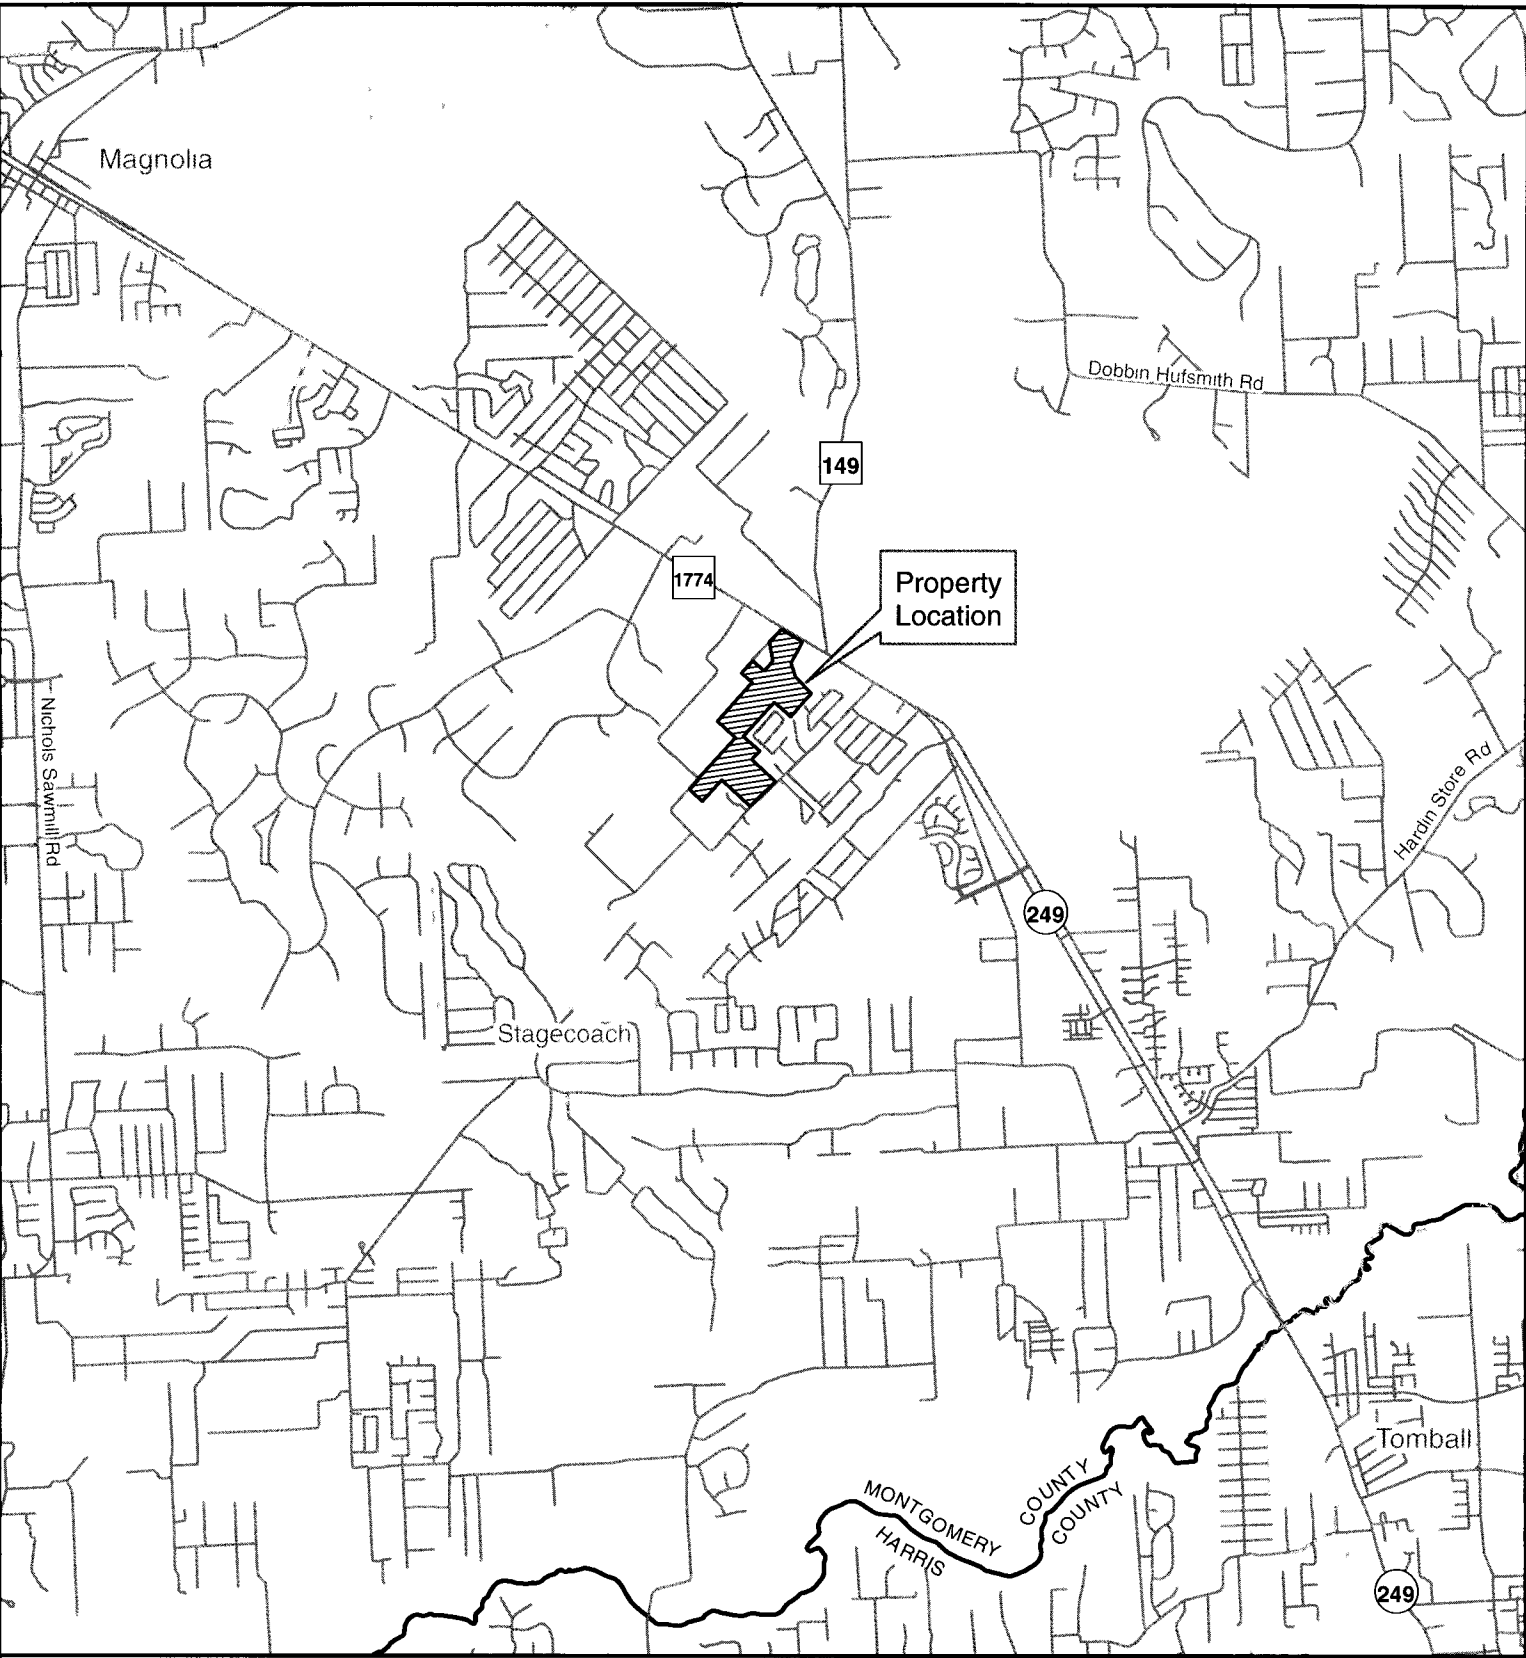 Magnolia
Dobbin Hufsmith Rd
149
1774
Property
Location
Nichols Sawmill Rd
Hardin Store Rd
249
Stagecoach
Tomball
MONTGOMERY COUNTY
HARRIS COUNTY
249